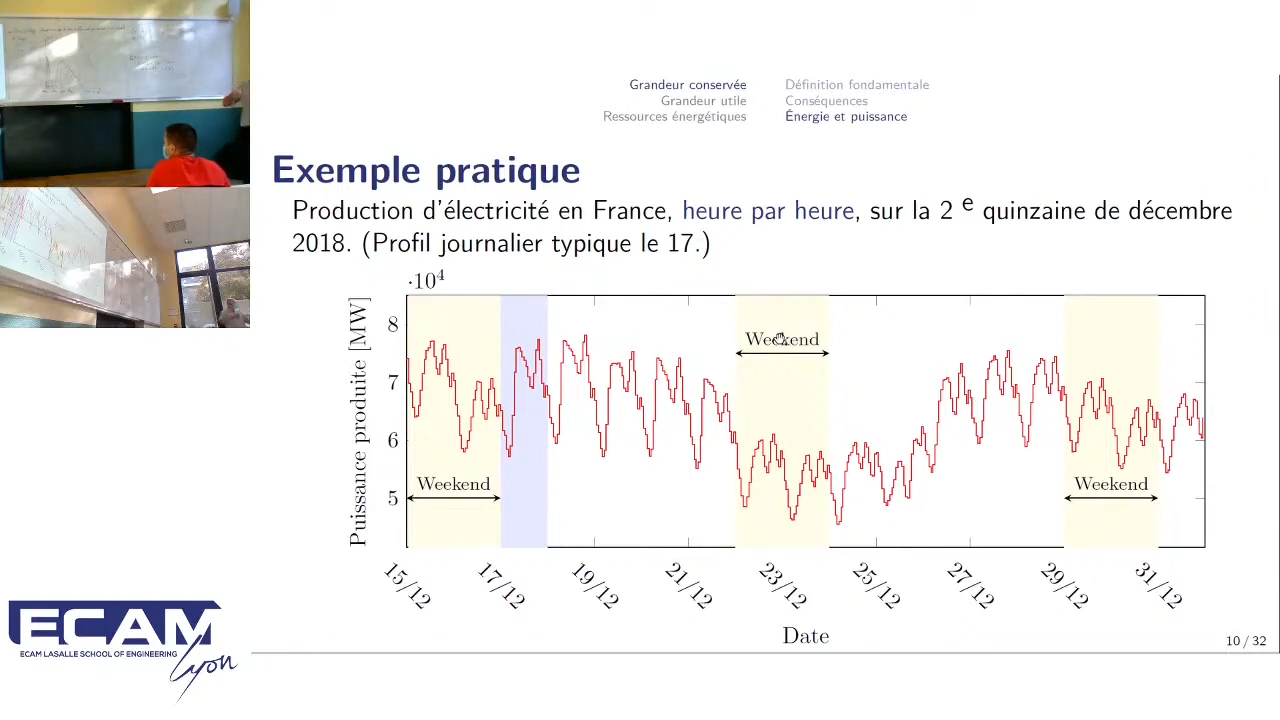 Grandeur conservée
Grandeur utile
Ressources énergétiques
Définition fondamentale
Conséquences
Énergie et puissance
Exemple pratique
Production d'électricité en France, heure par heure, sur la 2 e quinzaine de décembre
2018. (Profil journalier typique le 17.)
·10⁴
Puissance produite [MW]
8
7
6
5
Weekend
Weekend
Weekend
15/12
17/12
19/12
21/12
23/12
25/12
27/12
29/12
31/12
Date
10 / 32
ECAM
ECAM LASALLE SCHOOL OF ENGINEERING
Lyon